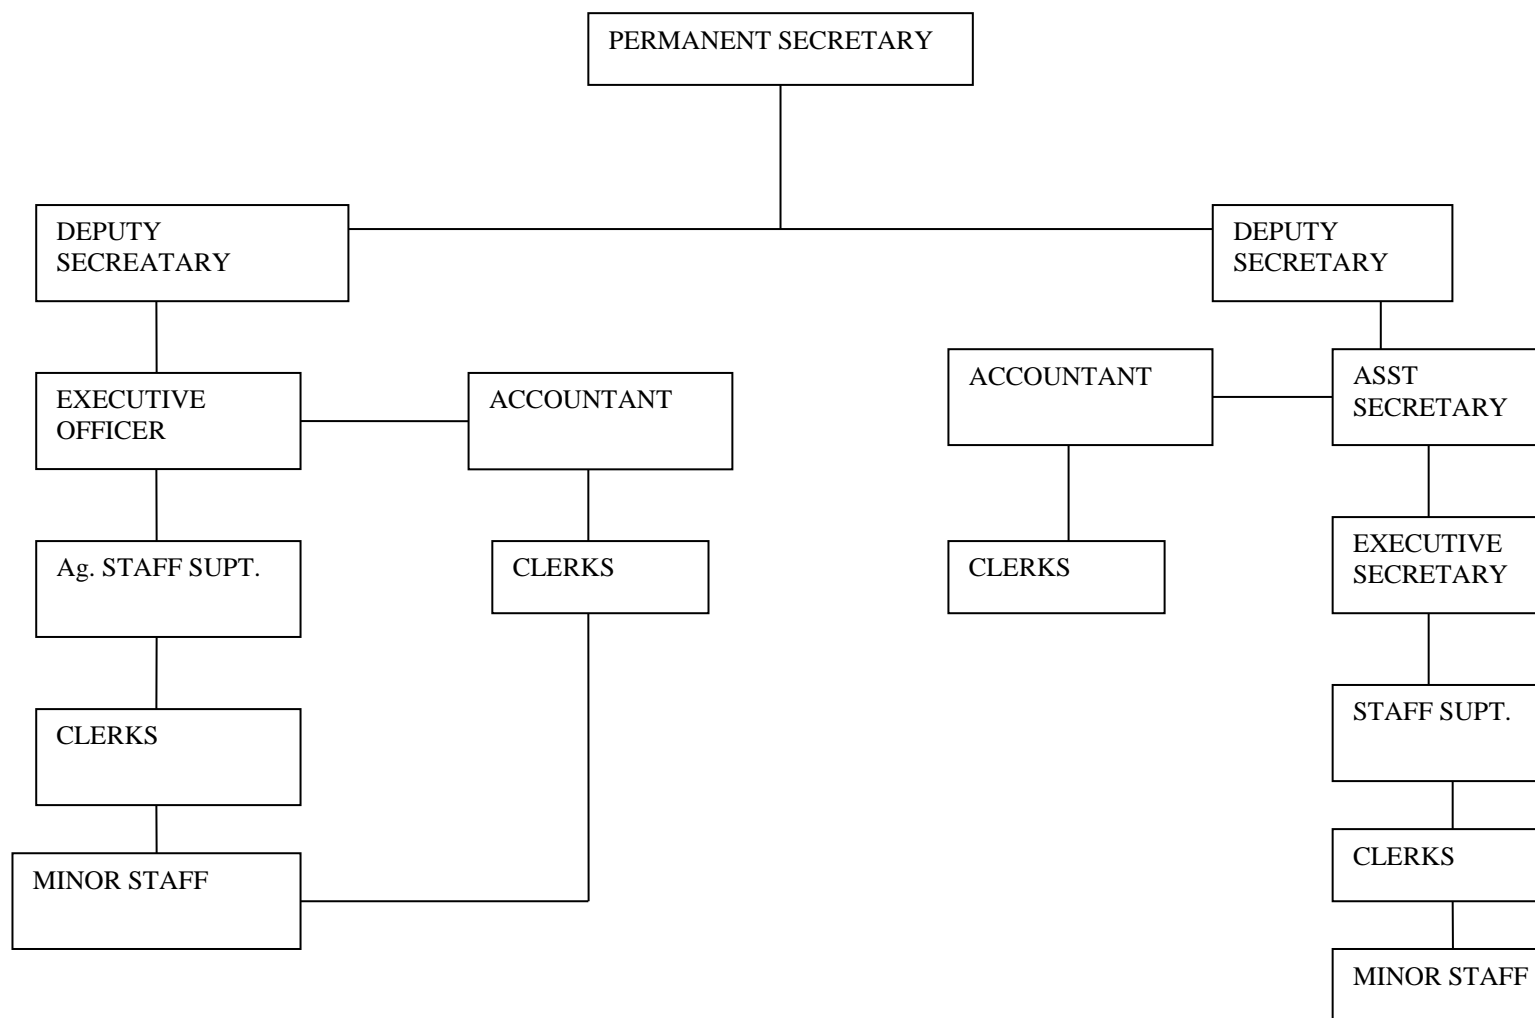 PERMANENT SECRETARY
DEPUTY
SECREATARY
DEPUTY
SECRETARY
EXECUTIVE
OFFICER
ACCOUNTANT
ACCOUNTANT
ASST
SECRETARY
Ag. STAFF SUPT.
CLERKS
CLERKS
EXECUTIVE
SECRETARY
CLERKS
STAFF SUPT.
MINOR STAFF
CLERKS
MINOR STAFF